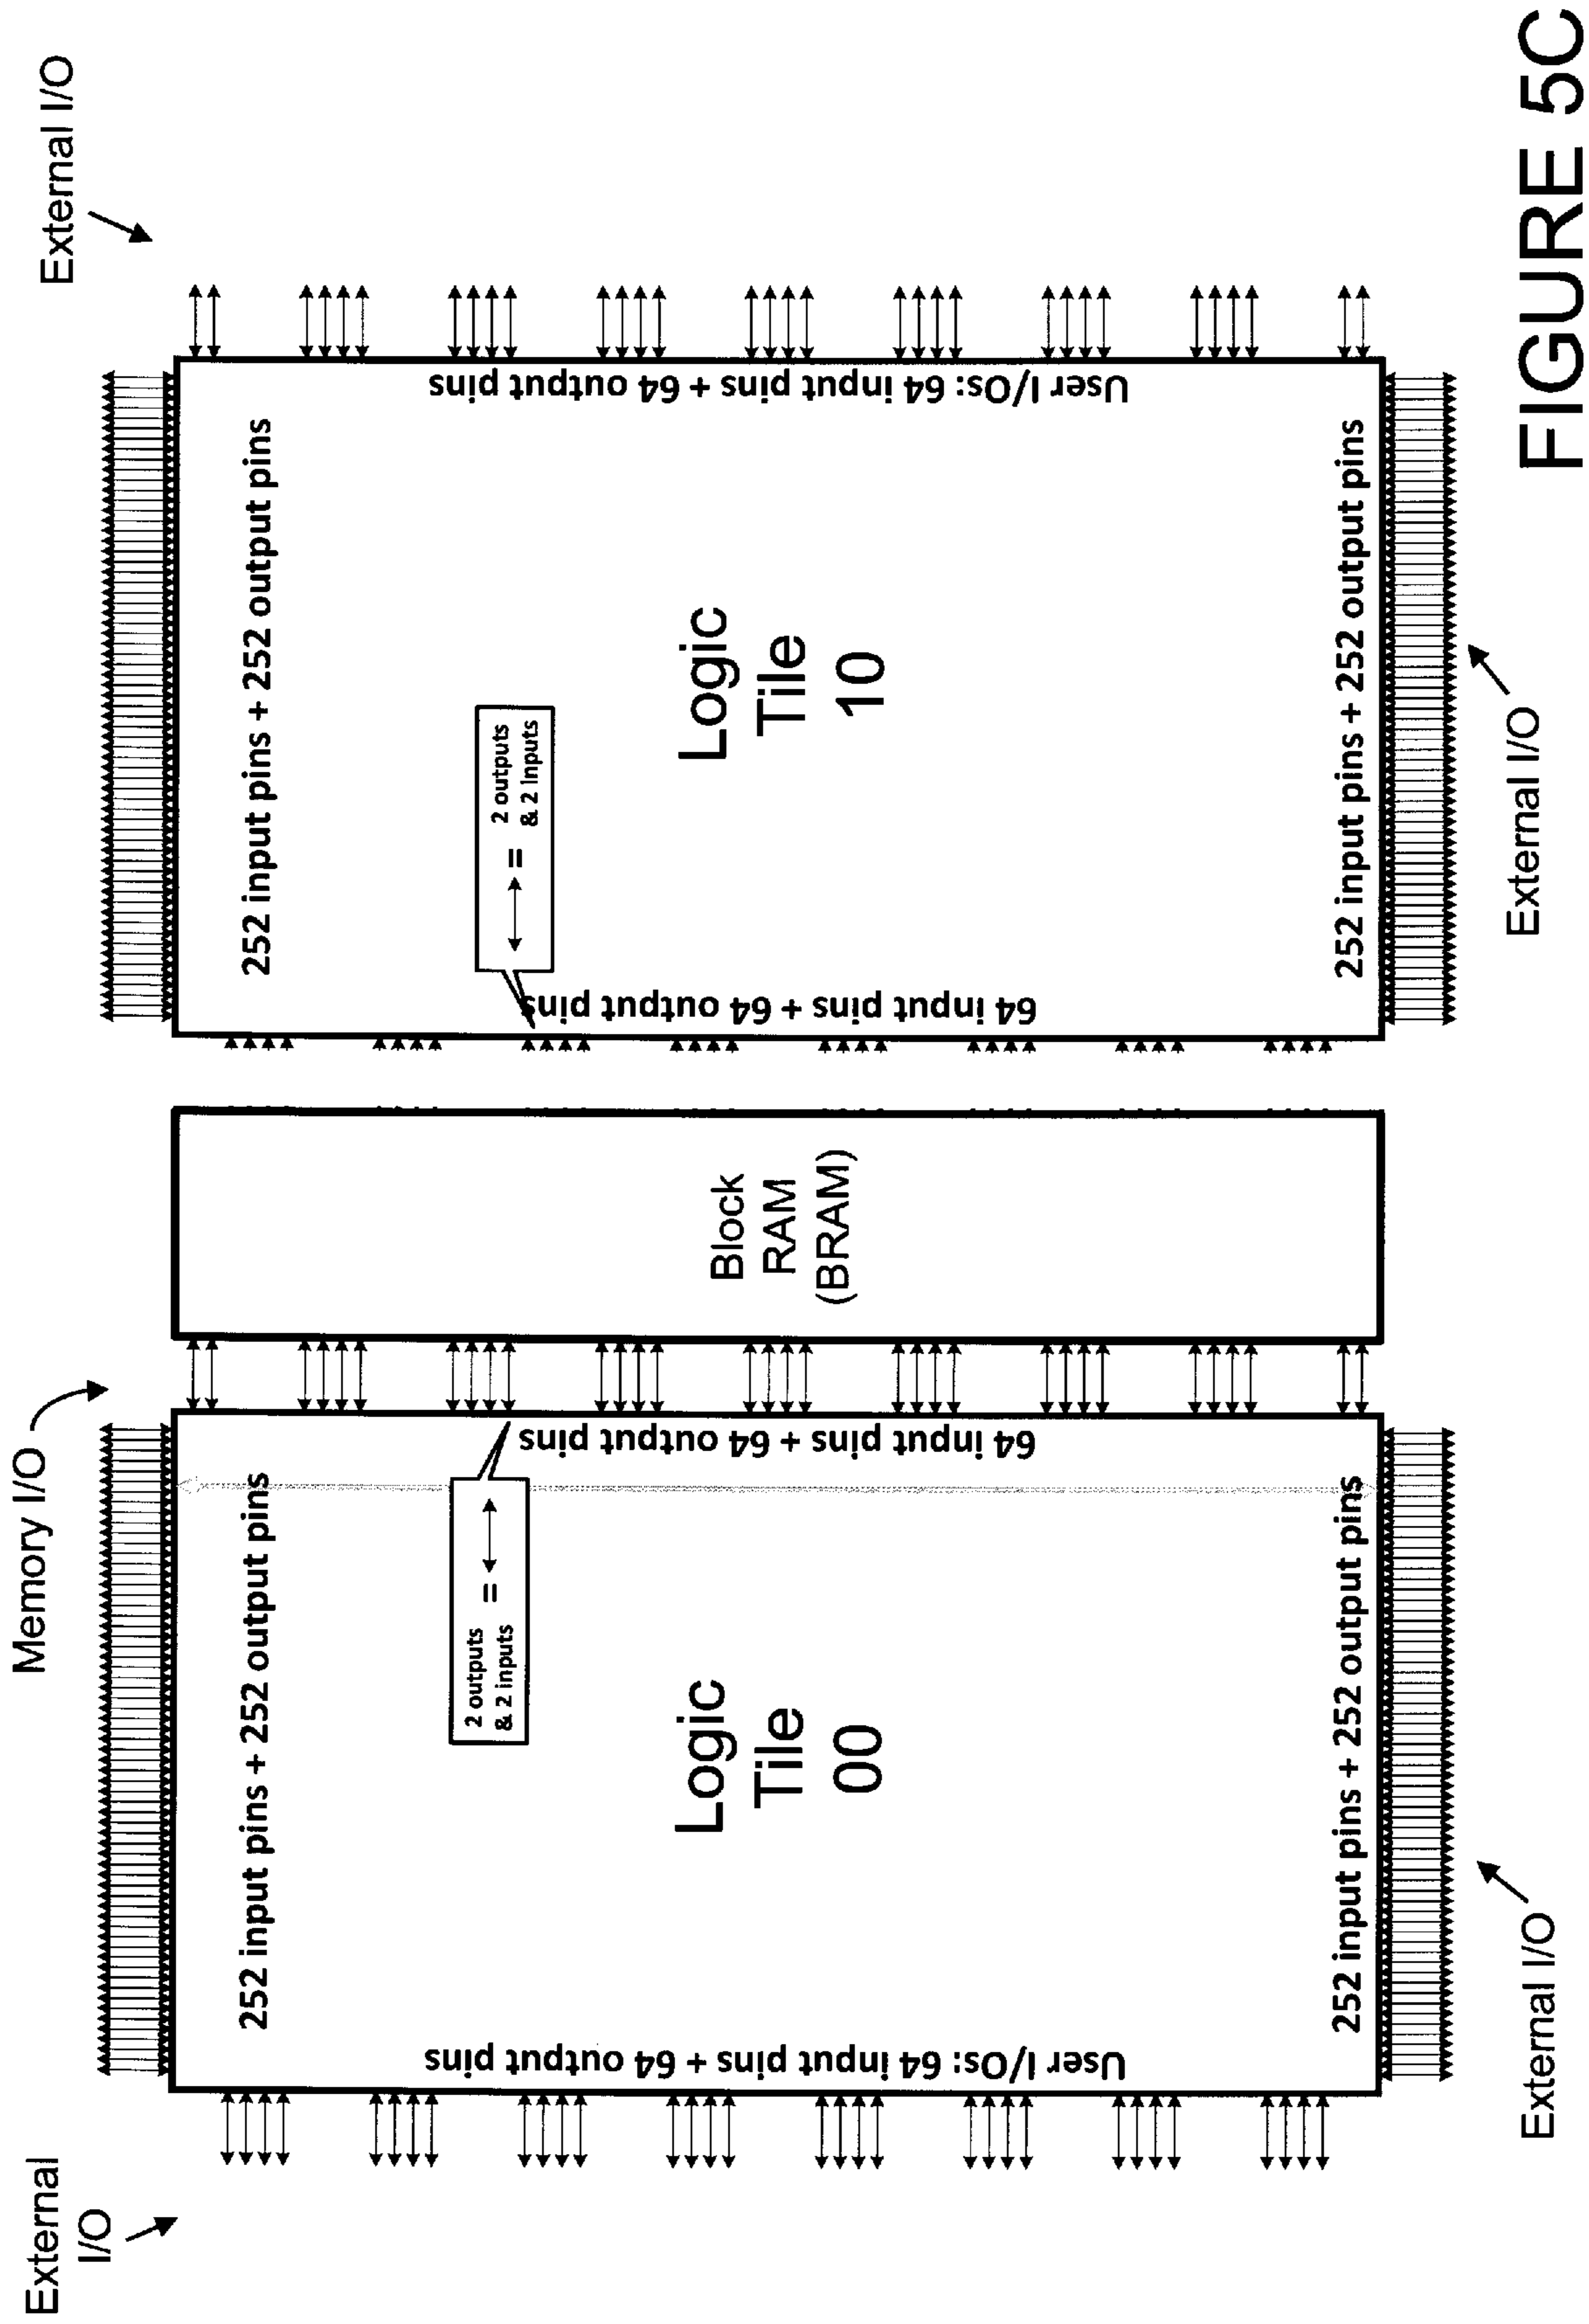 External
I/O
Memory I/O
External I/O
252 input pins + 252 output pins
252 input pins + 252 output pins
User I/Os: 64 input pins + 64 output pins
2 outputs
& 2 inputs
=
64 input pins + 64 output pins
Logic
Tile
00
Block
RAM
(BRAM)
64 input pins + 64 output pins
=
2 outputs
& 2 inputs
Logic
Tile
10
User I/Os: 64 input pins + 64 output pins
252 input pins + 252 output pins
252 input pins + 252 output pins
External I/O
External I/O
FIGURE 5C